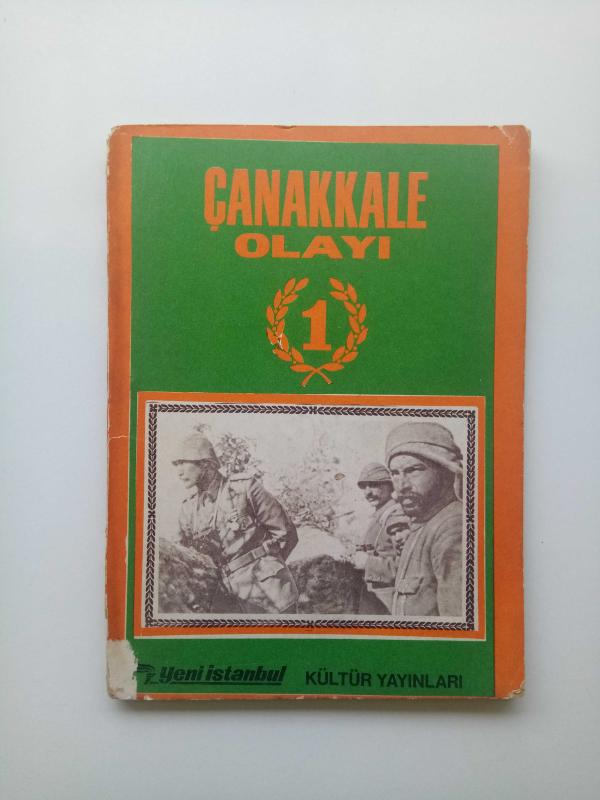 ÇANAKKALE
OLAYI
1
Yeni istanbul KÜLTÜR YAYINLARI